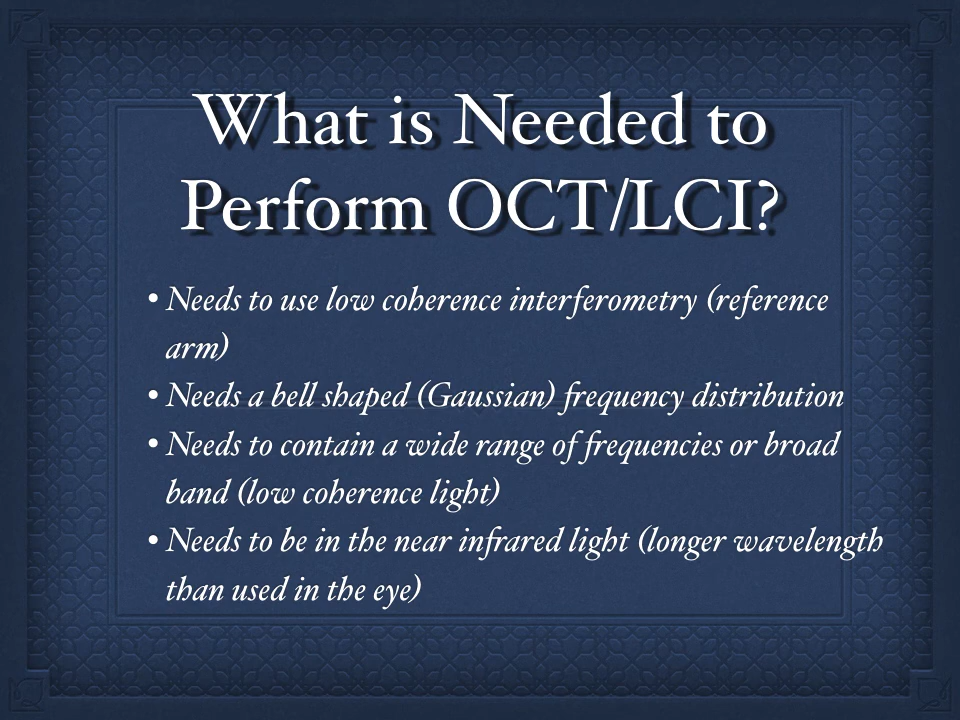 What is Needed to
Perform OCT/LCI?
• Needs to use low coherence interferometry (reference
arm)
• Needs a bell shaped (Gaussian) frequency distribution
• Needs to contain a wide range of frequencies or broad
band (low coherence light)
• Needs to be in the near infrared light (longer wavelength
than used in the eye)